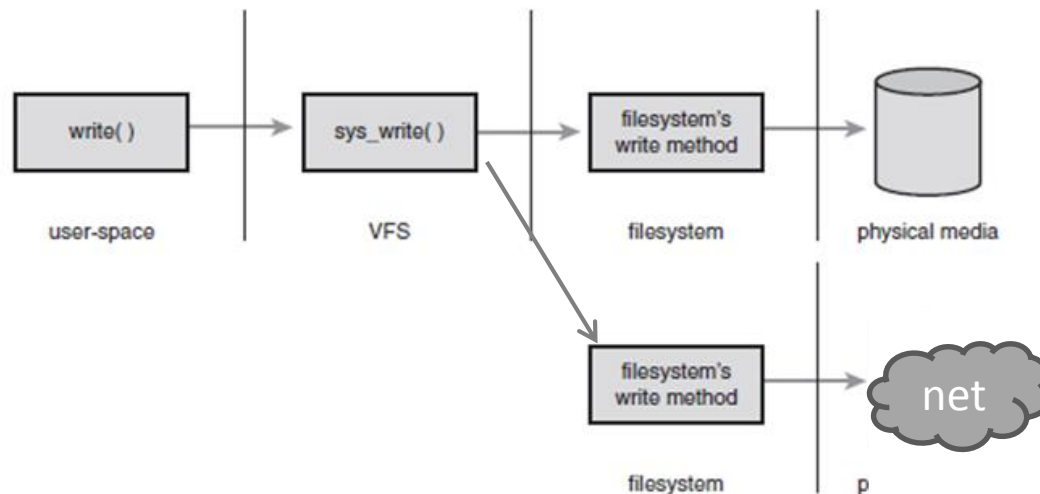 write( )
sys_write( )
filesystem's
write method
user-space
VFS
filesystem
physical media
filesystem's
write method
net
filesystem
p